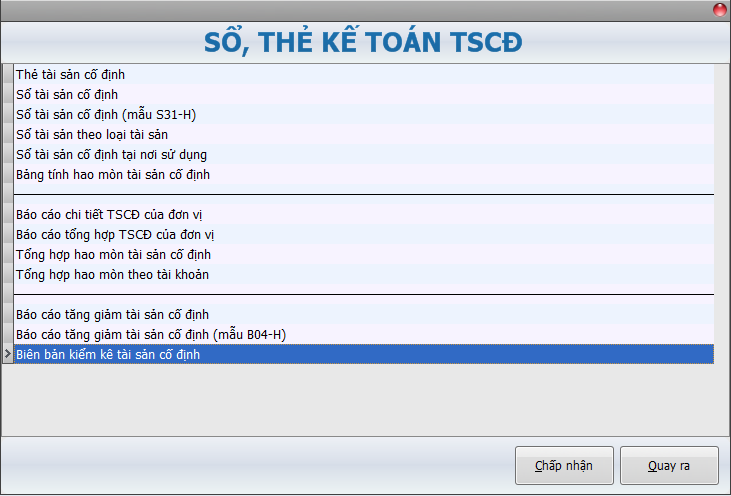 SỔ, THẺ KẾ TOÁN TSCĐ
Thẻ tài sản cố định
Sổ tài sản cố định
Sổ tài sản cố định (mẫu S31-H)
Sổ tài sản theo loại tài sản
Sổ tài sản cố định tại nơi sử dụng
Bảng tính hao mòn tài sản cố định
Báo cáo chi tiết TSCĐ của đơn vị
Báo cáo tổng hợp TSCĐ của đơn vị
Tổng hợp hao mòn tài sản cố định
Tổng hợp hao mòn theo tài khoản
Báo cáo tăng giảm tài sản cố định
Báo cáo tăng giảm tài sản cố định (mẫu B04-H)
Biên bản kiểm kê tài sản cố định
Chấp nhận
Quay ra